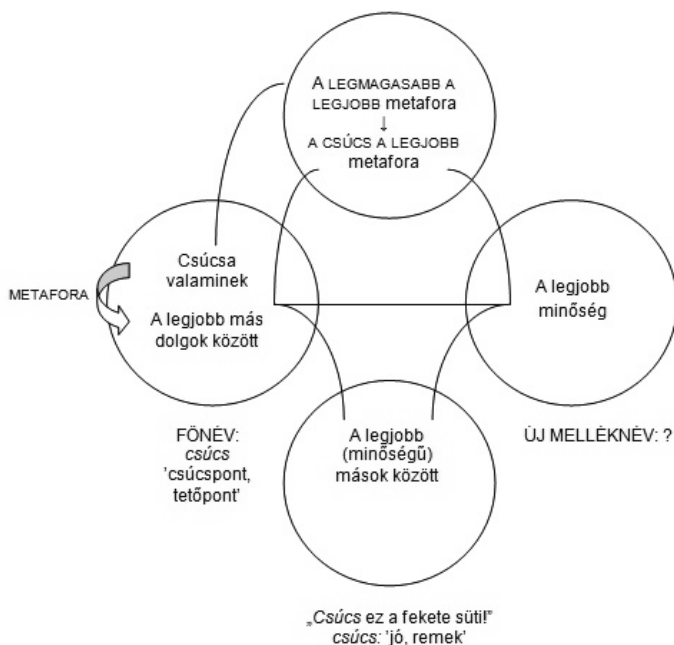 A LEGMAGASABB A
LEGJOBB metafora
↓
A CSÚCS A LEGJOBB
metafora
Csúcsa
valaminek
METAFORA
A legjobb más
dolgok között
A legjobb
minőség
FŐNÉV:
csúcs
'csúcspont,
tetőpont'
A legjobb
(minőségű)
mások között
ÚJ MELLÉKNÉV: ?
„Csúcs ez a fekete süti!”
csúcs: 'jó, remek'